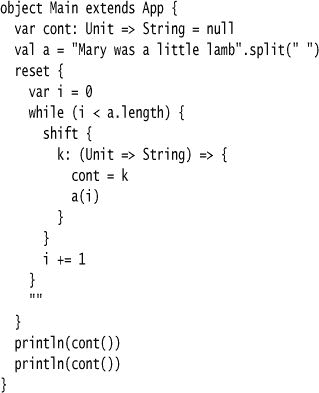 object Main extends App {
  var cont: Unit => String = null
  val a = "Mary was a little lamb".split(" ")
  reset {
    var i = 0
    while (i < a.length) {
      shift {
        k: (Unit => String) => {
          cont = k
          a(i)
        }
      }
      i += 1
    }
    ""
  }
  println(cont())
  println(cont())
}